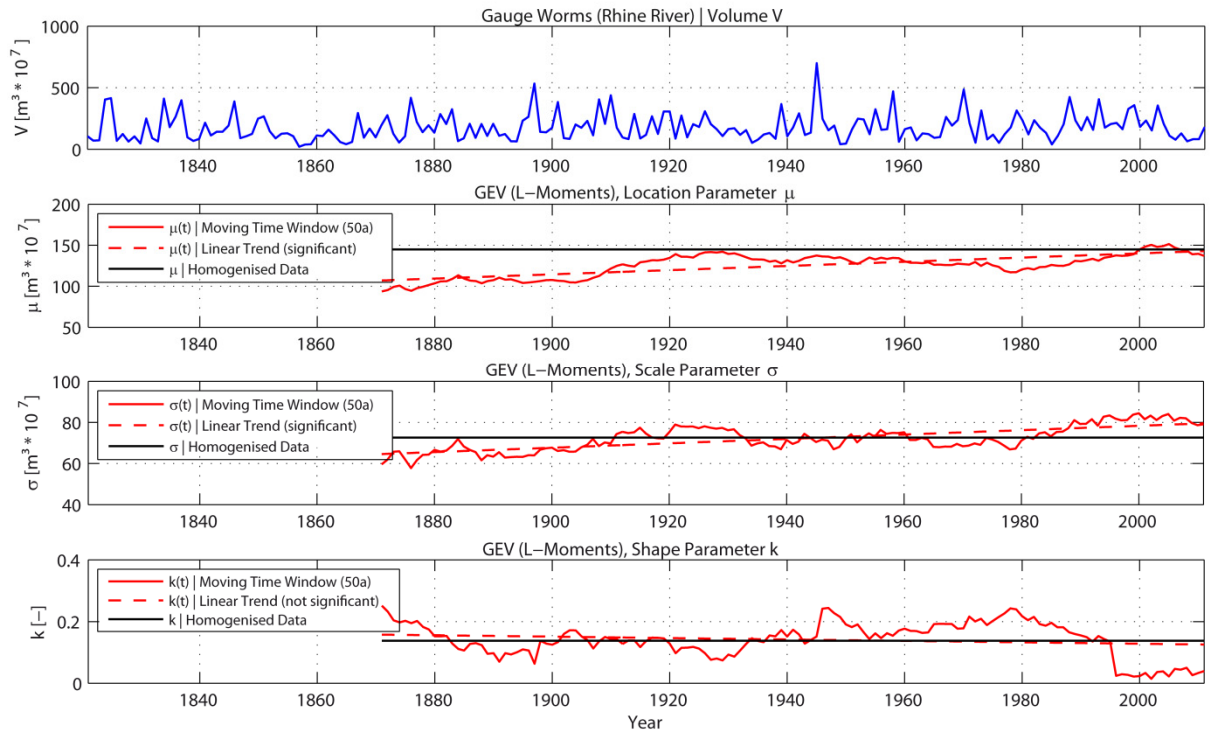 Gauge Worms (Rhine River) | Volume V
V [m³ * 10⁷]
1000
500
0
1840 1860 1880 1900 1920 1940 1960 1980 2000
GEV (L−Moments), Location Parameter μ
μ [m³ * 10⁷]
200
150
100
50
μ(t) | Moving Time Window (50a)
μ(t) | Linear Trend (significant)
μ | Homogenised Data
1840 1860 1880 1900 1920 1940 1960 1980 2000
GEV (L−Moments), Scale Parameter σ
σ [m³ * 10⁷]
100
80
60
40
σ(t) | Moving Time Window (50a)
σ(t) | Linear Trend (significant)
σ | Homogenised Data
1840 1860 1880 1900 1920 1940 1960 1980 2000
GEV (L−Moments), Shape Parameter k
k [−]
0.4
0.2
0
k(t) | Moving Time Window (50a)
k(t) | Linear Trend (not significant)
k | Homogenised Data
1840 1860 1880 1900 1920 1940 1960 1980 2000
Year